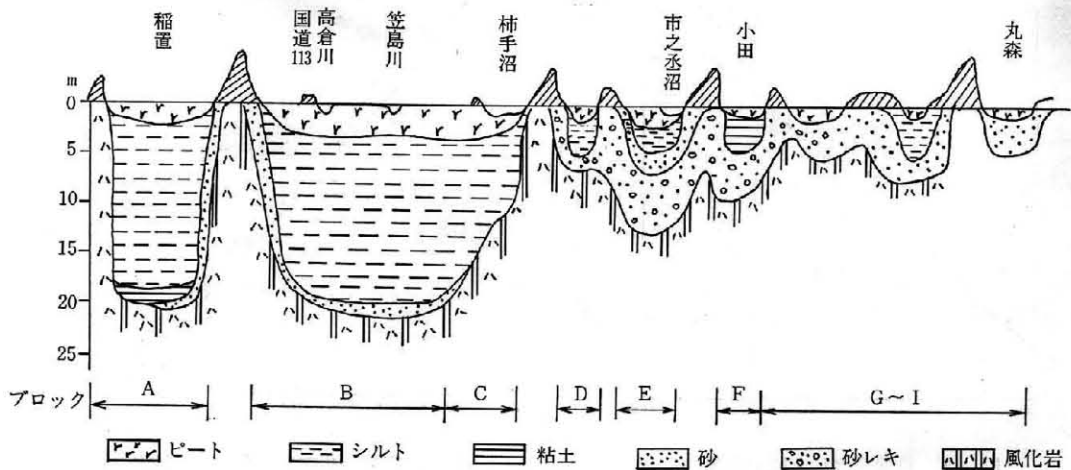 稲置
国道113
高倉川
笠島川
柿手沼
市之丞沼
小田
丸森
m
0
5
10
15
20
25
ブロック
A
B
C
D
E
F
G～I
ピート
シルト
粘土
砂
砂レキ
風化岩